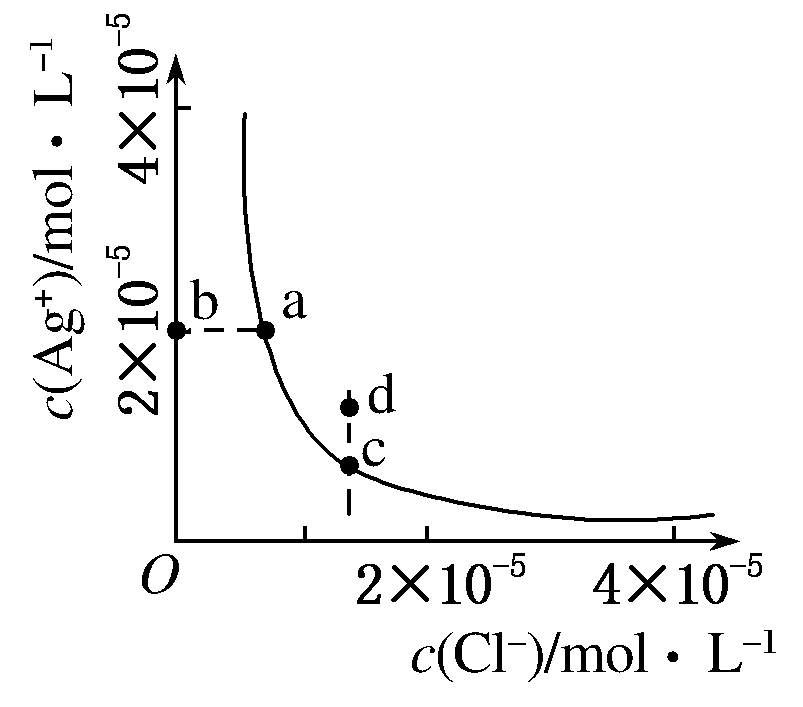 c(Ag⁺)/mol · L⁻¹
4×10⁻⁵
2×10⁻⁵
b
a
d
c
O
2×10⁻⁵
4×10⁻⁵
c(Cl⁻)/mol · L⁻¹